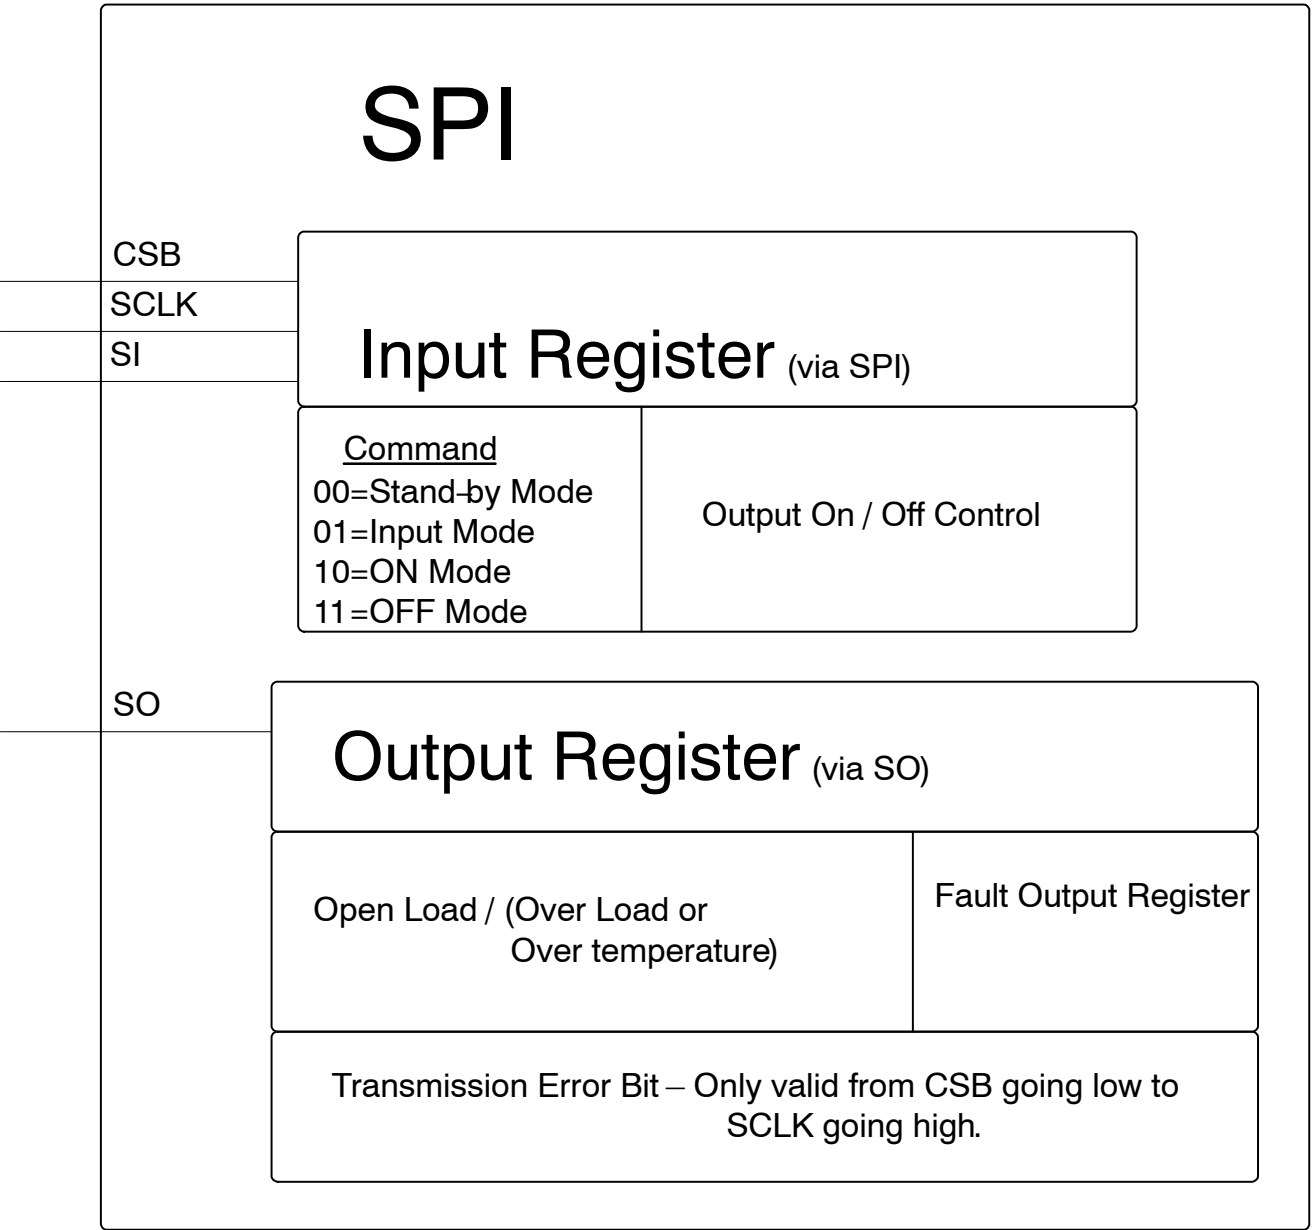 SPI
CSB
SCLK
SI
Input Register (via SPI)
Command
00=Stand-by Mode
01=Input Mode
10=ON Mode
11=OFF Mode
Output On / Off Control
SO
Output Register (via SO)
Open Load / (Over Load or
Over temperature)
Fault Output Register
Transmission Error Bit – Only valid from CSB going low to
SCLK going high.